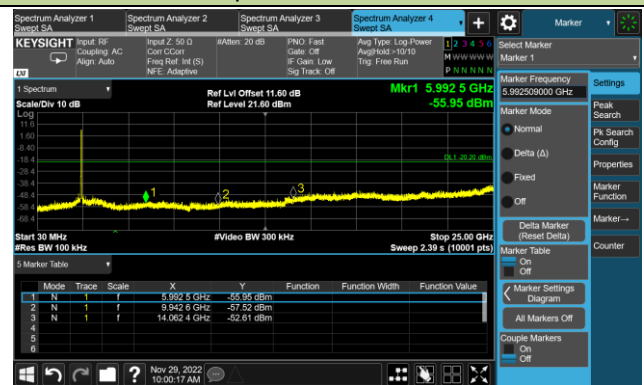 Spectrum Analyzer 1
Swept SA
Spectrum Analyzer 2
Swept SA
Spectrum Analyzer 3
Swept SA
Spectrum Analyzer 4
Swept SA
+
Marker
KEYSIGHT
LXI
Input: RF
Coupling: AC
Align: Auto
Input Z: 50 Ω
Corr CCorr
Freq Ref: Int (S)
NFE: Adaptive
#Atten: 20 dB
PNO: Fast
Gate: Off
IF Gain: Low
Sig Track: Off
Avg Type: Log-Power
Avg|Hold >10/10
Trig: Free Run
1 2 3 4 5 6
M W W W W W
P N N N N N
Select Marker
Marker 1
1 Spectrum
Scale/Div 10 dB
Log
Ref Lvl Offset 11.60 dB
Ref Level 21.60 dBm
Mkr1 5.992 5 GHz
-55.95 dBm
11.6
1.60
-8.40
-18.4
-28.4
-38.4
-48.4
-58.4
-68.4
DL1 -20.20 dBm
1
2
3
Start 30 MHz
#Res BW 100 kHz
#Video BW 300 kHz
Stop 25.00 GHz
Sweep 2.39 s (10001 pts)
5 Marker Table
Mode Trace Scale X Y Function Function Width Function Value
1 N 1 f 5.992 5 GHz -55.95 dBm
2 N 1 f 9.942 6 GHz -57.52 dBm
3 N 1 f 14.062 4 GHz -52.61 dBm
4
5
6
Marker Frequency
5.992509000 GHz
Marker Mode
Normal
Delta (Δ)
Fixed
Off
Delta Marker
(Reset Delta)
Marker Table
On
Off
Marker Settings
Diagram
All Markers Off
Couple Markers
On
Off
Settings
Peak
Search
Pk Search
Config
Properties
Marker
Function
Marker→
Counter
?
Nov 29, 2022
10:00:17 AM